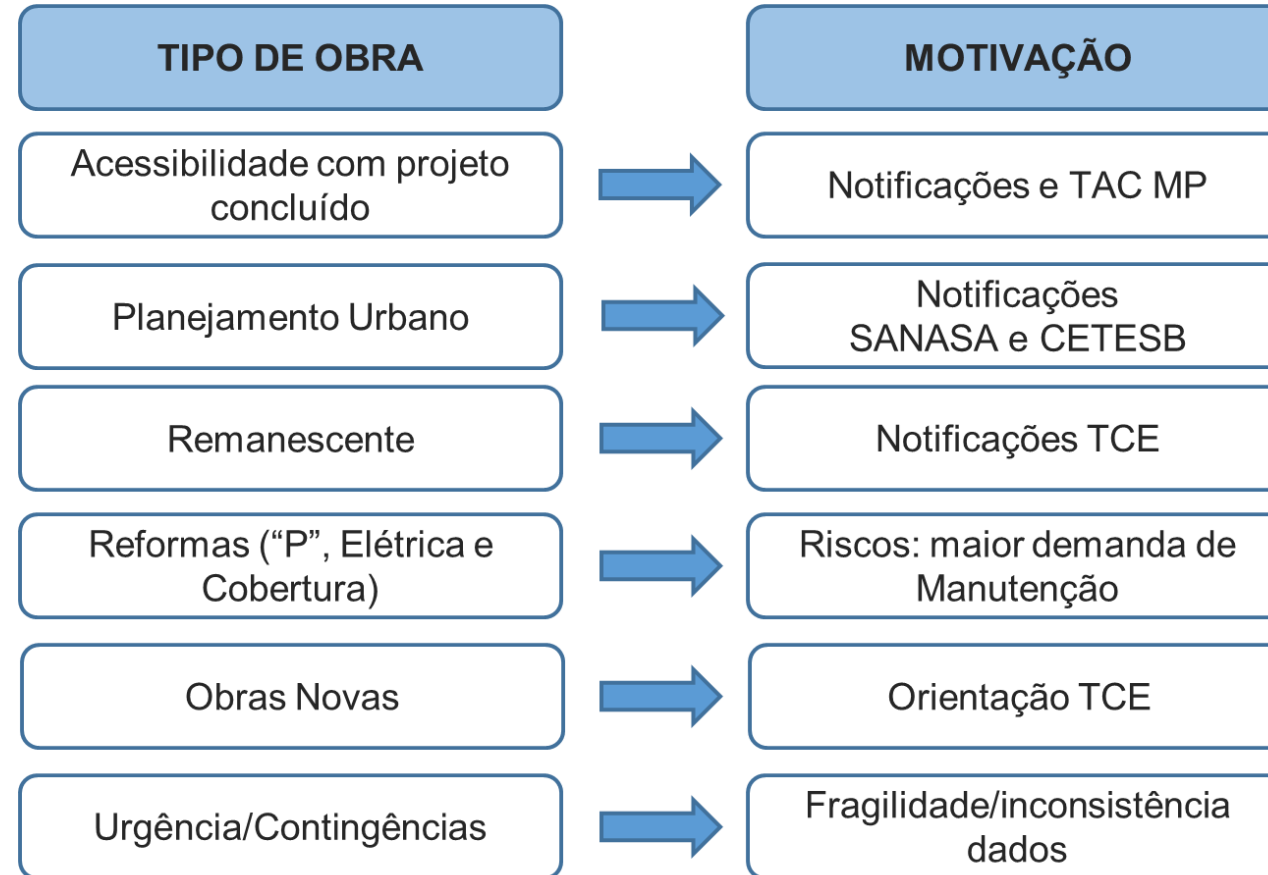 TIPO DE OBRA
MOTIVAÇÃO
Acessibilidade com projeto
concluído
Notificações e TAC MP
Planejamento Urbano
Notificações
SANASA e CETESB
Remanescente
Notificações TCE
Reformas (“P”, Elétrica e
Cobertura)
Riscos: maior demanda de
Manutenção
Obras Novas
Orientação TCE
Urgência/Contingências
Fragilidade/inconsistência
dados